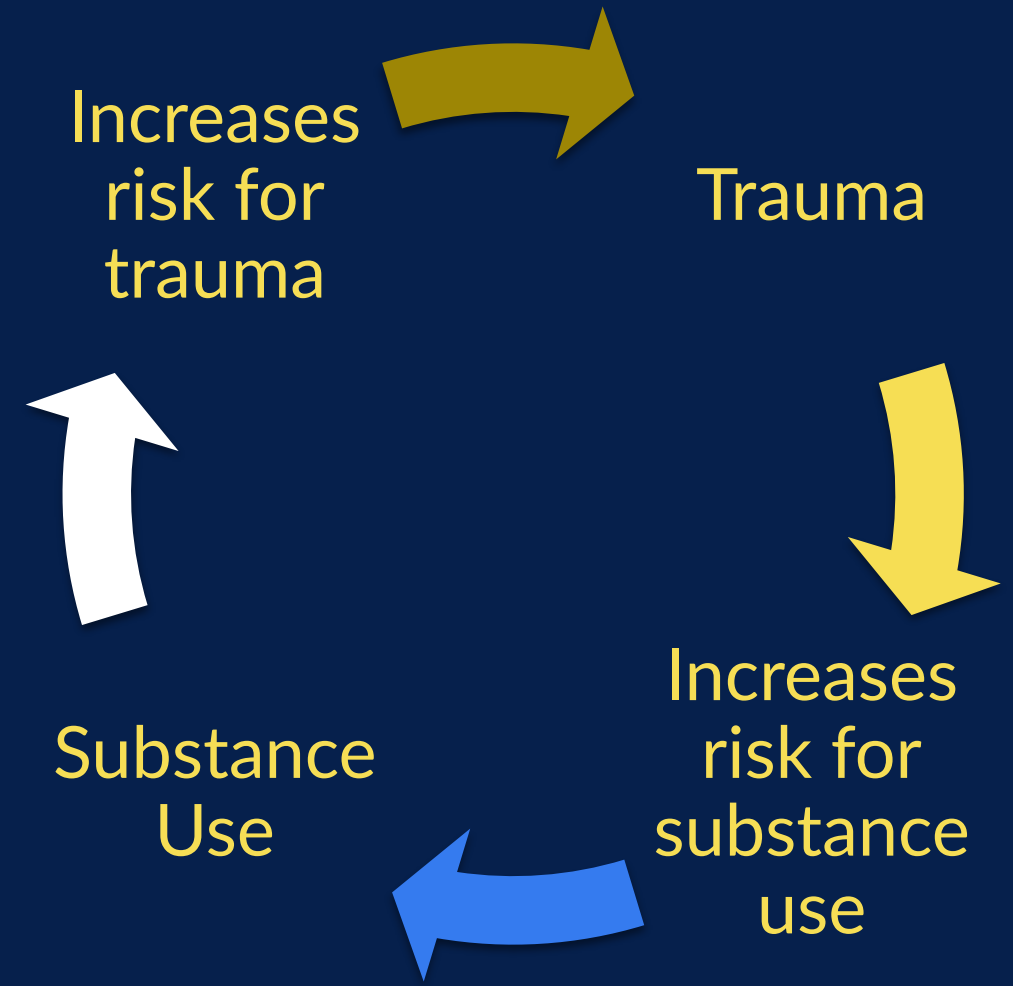 Increases
risk for
trauma
Trauma
Increases
risk for
substance
use
Substance
Use